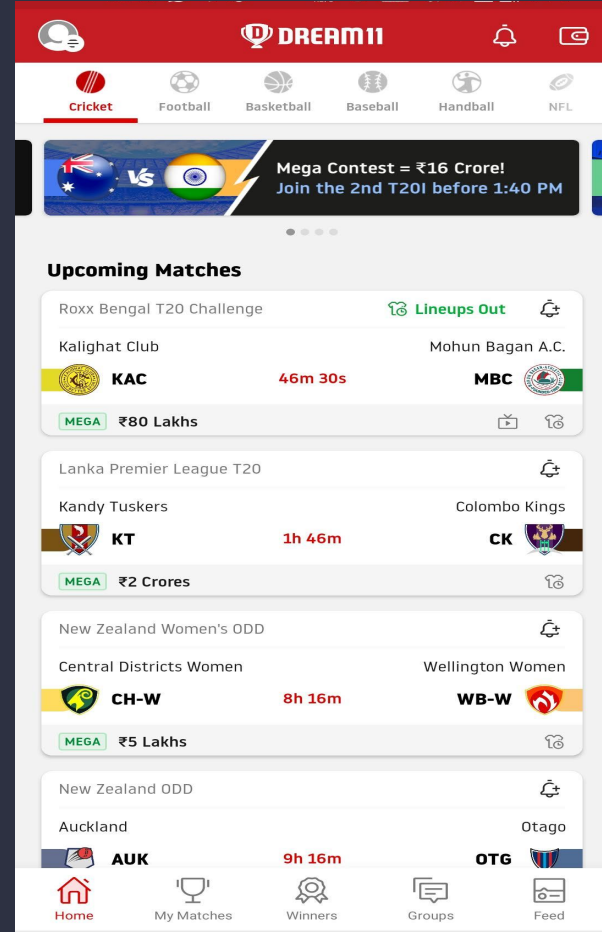 DREAM11
Cricket Football Basketball Baseball Handball NFL
VS
Mega Contest = ₹16 Crore!
Join the 2nd T20I before 1:40 PM
Upcoming Matches
Roxx Bengal T20 Challenge Lineups Out
Kalighat Club Mohun Bagan A.C.
KAC 46m 30s MBC
MEGA ₹80 Lakhs
Lanka Premier League T20
Kandy Tuskers Colombo Kings
KT 1h 46m CK
MEGA ₹2 Crores
New Zealand Women's ODD
Central Districts Women Wellington Women
CH-W 8h 16m WB-W
MEGA ₹5 Lakhs
New Zealand ODD
Auckland Otago
AUK 9h 16m OTG
Home My Matches Winners Groups Feed